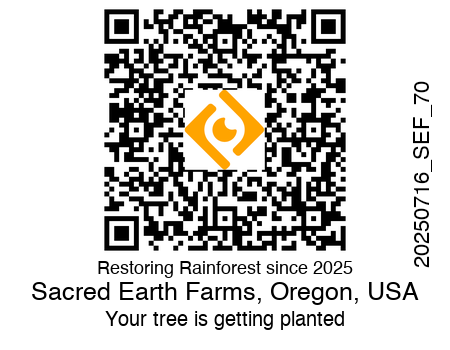 Restoring Rainforest since 2025
Sacred Earth Farms, Oregon, USA
Your tree is getting planted
20250716_SEF_70